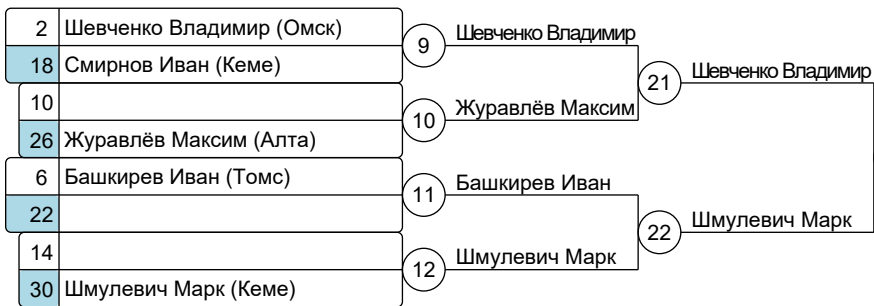 2 Шевченко Владимир (Омск)
18 Смирнов Иван (Кеме)
9 Шевченко Владимир
10
26 Журавлёв Максим (Алта)
10 Журавлёв Максим
21 Шевченко Владимир
6 Башкирев Иван (Томс)
22
11 Башкирев Иван
14
30 Шмулевич Марк (Кеме)
12 Шмулевич Марк
22 Шмулевич Марк